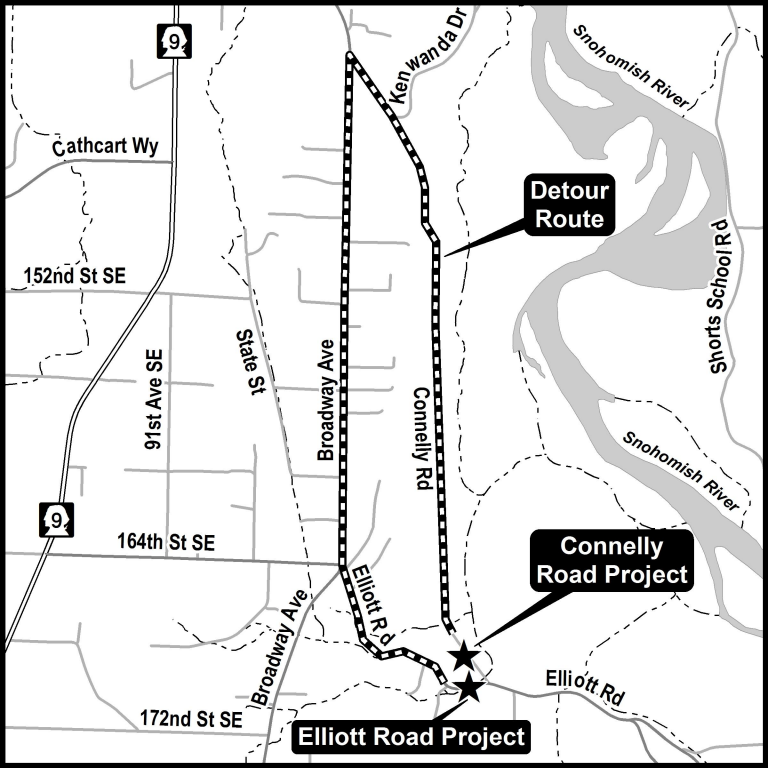 9
Kenwanda Dr
Snohomish River
Cathcart Wy
Detour
Route
Shorts School Rd
152nd St SE
State St
91st Ave SE
Broadway Ave
Connelly Rd
Snohomish River
9
164th St SE
Connelly
Road Project
Elliott Rd
Broadway Ave
Elliott Rd
172nd St SE
Elliott Road Project